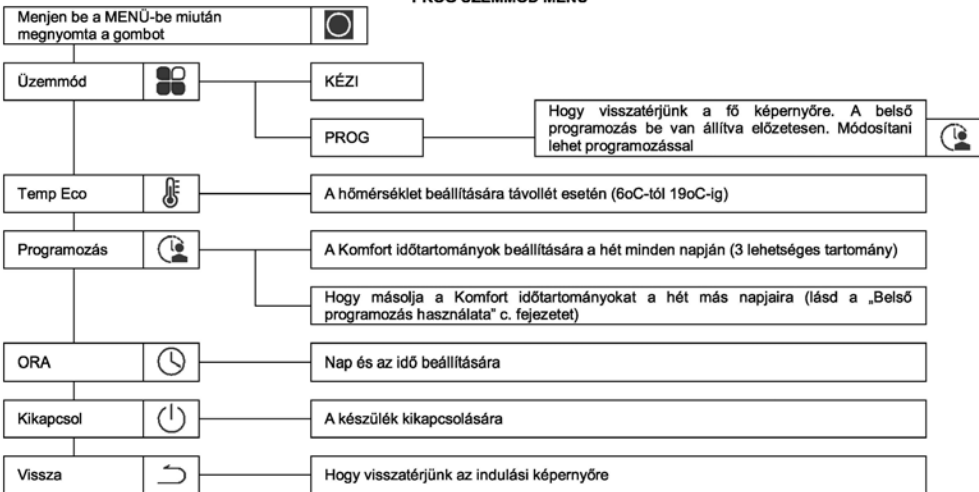 PROG ÜZEMMÓD MENÜ
Menjen be a MENÜ-be miután
megnyomta a gombot
Üzemmód
KÉZI
PROG
Hogy visszatérjünk a fő képernyőre. A belső
programozás be van állítva előzetesen. Módosítani
lehet programozással
Temp Eco
A hőmérséklet beállítására távollét esetén (6oC-tól 19oC-ig)
Programozás
A Komfort időtartományok beállítására a hét minden napján (3 lehetséges tartomány)
Hogy másolja a Komfort időtartományokat a hét más napjaira (lásd a „Belső
programozás használata” c. fejezetet)
ORA
Nap és az idő beállítására
Kikapcsol
A készülék kikapcsolására
Vissza
Hogy visszatérjünk az indulási képernyőre